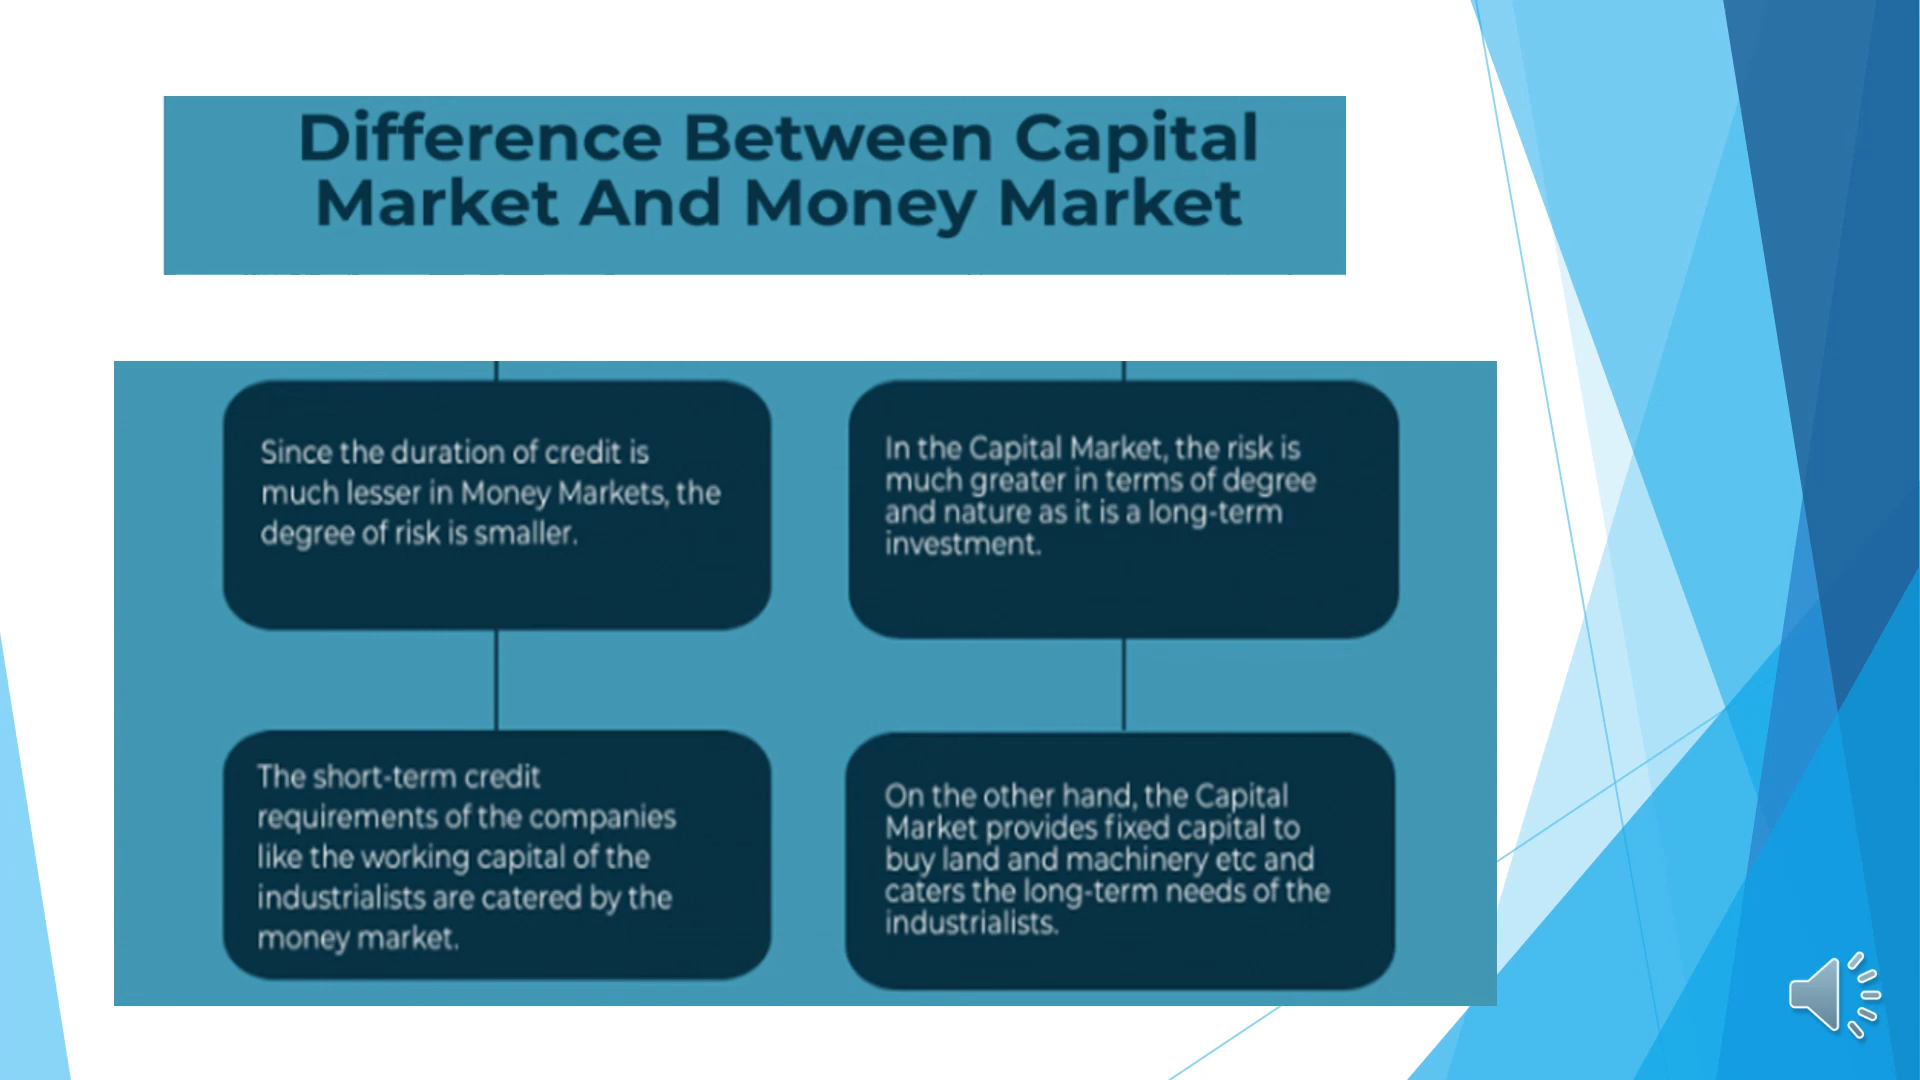 Difference Between Capital
Market And Money Market
Since the duration of credit is
much lesser in Money Markets, the
degree of risk is smaller.
In the Capital Market, the risk is
much greater in terms of degree
and nature as it is a long-term
investment.
The short-term credit
requirements of the companies
like the working capital of the
industrialists are catered by the
money market.
On the other hand, the Capital
Market provides fixed capital to
buy land and machinery etc and
caters the long-term needs of the
industrialists.